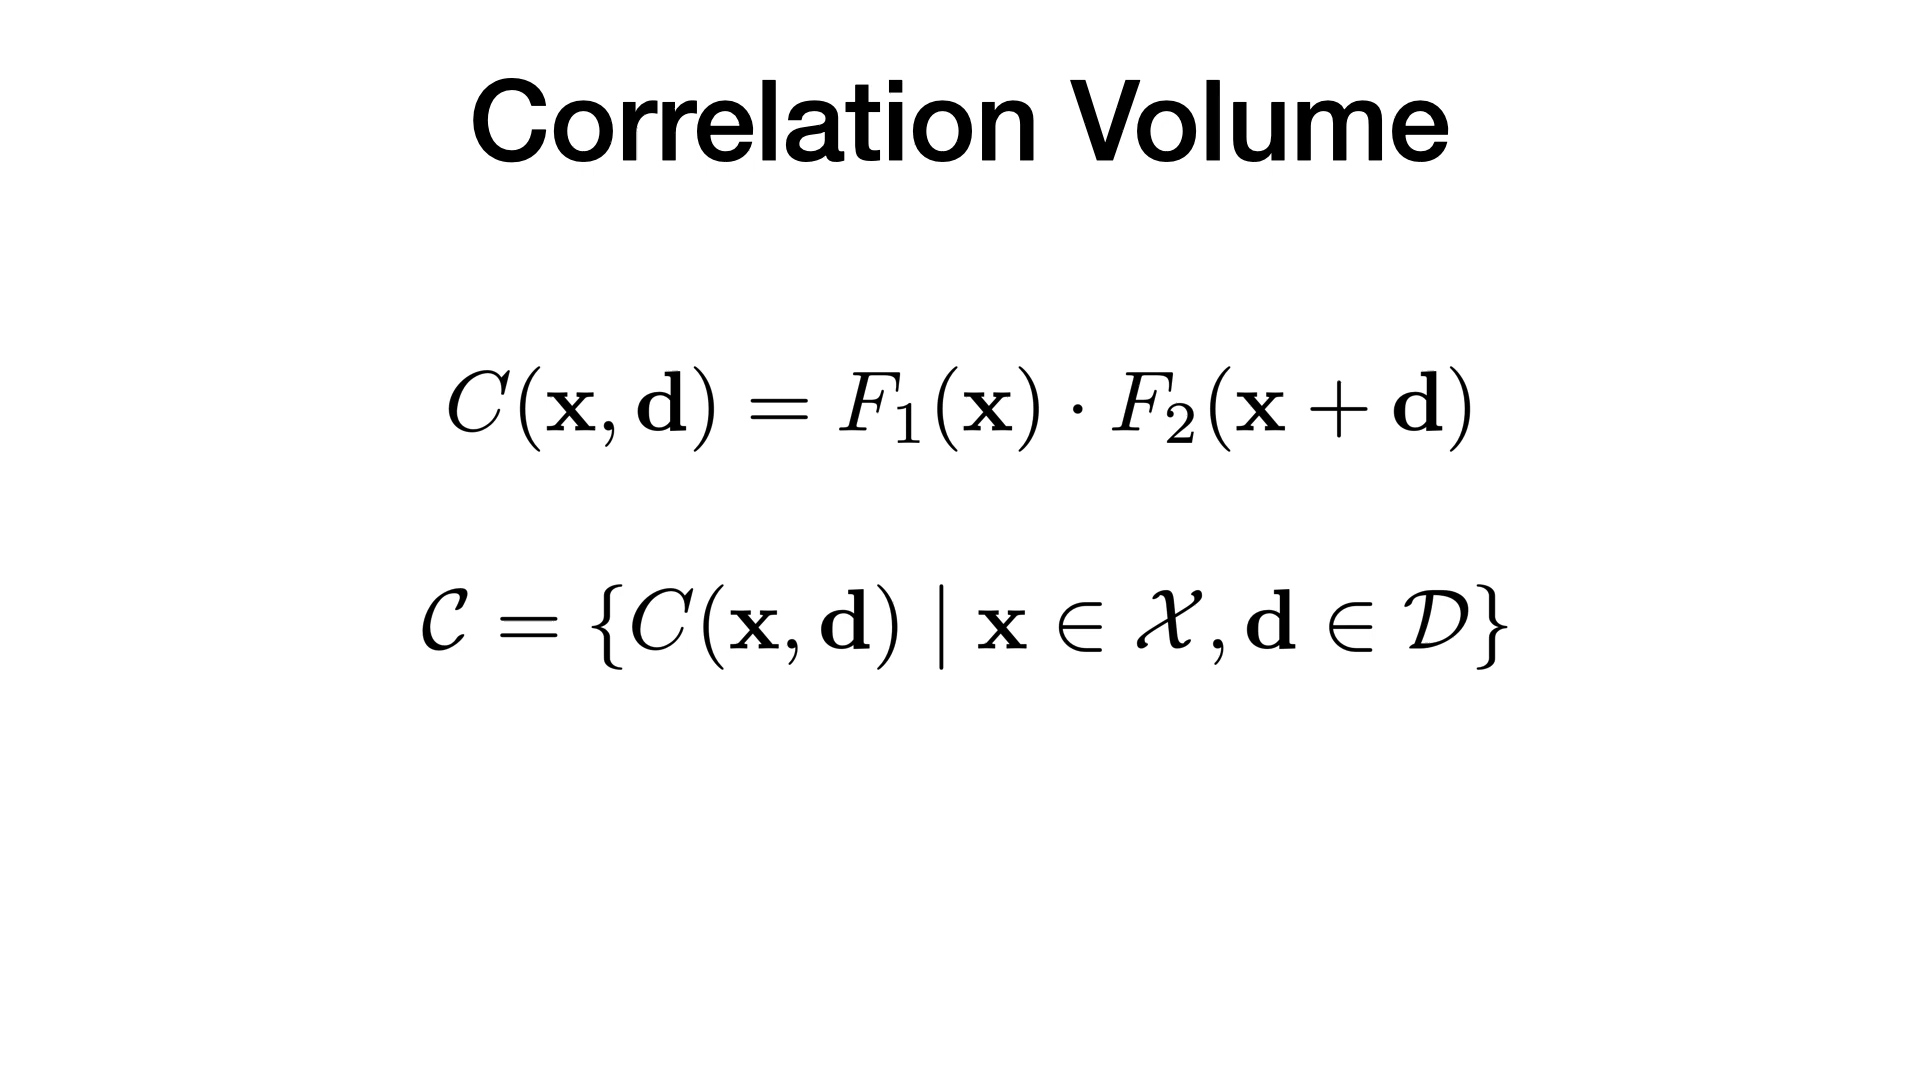 Correlation Volume
C(𝐱, 𝐝) = F₁(𝐱) · F₂(𝐱 + 𝐝)
𝒞 = {C(𝐱, 𝐝) | 𝐱 ∈ 𝒳, 𝐝 ∈ 𝒟}